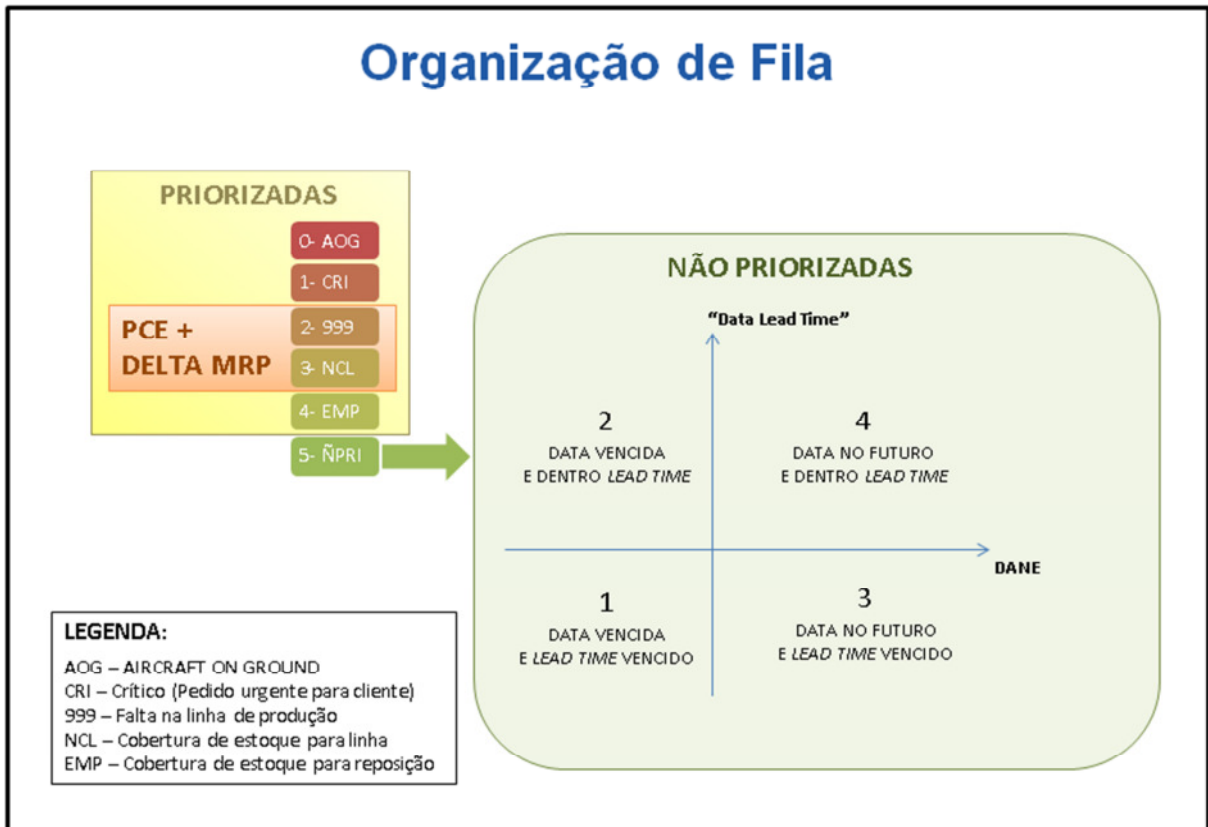 Organização de Fila
PRIORIZADAS
0- AOG
1- CRI
PCE +
DELTA MRP
2- 999
3- NCL
4- EMP
5- ÑPRI
NÃO PRIORIZADAS
“Data Lead Time”
2
DATA VENCIDA
E DENTRO LEAD TIME
4
DATA NO FUTURO
E DENTRO LEAD TIME
DANE
1
DATA VENCIDA
E LEAD TIME VENCIDO
3
DATA NO FUTURO
E LEAD TIME VENCIDO
LEGENDA:
AOG – AIRCRAFT ON GROUND
CRI – Crítico (Pedido urgente para cliente)
999 – Falta na linha de produção
NCL – Cobertura de estoque para linha
EMP – Cobertura de estoque para reposição